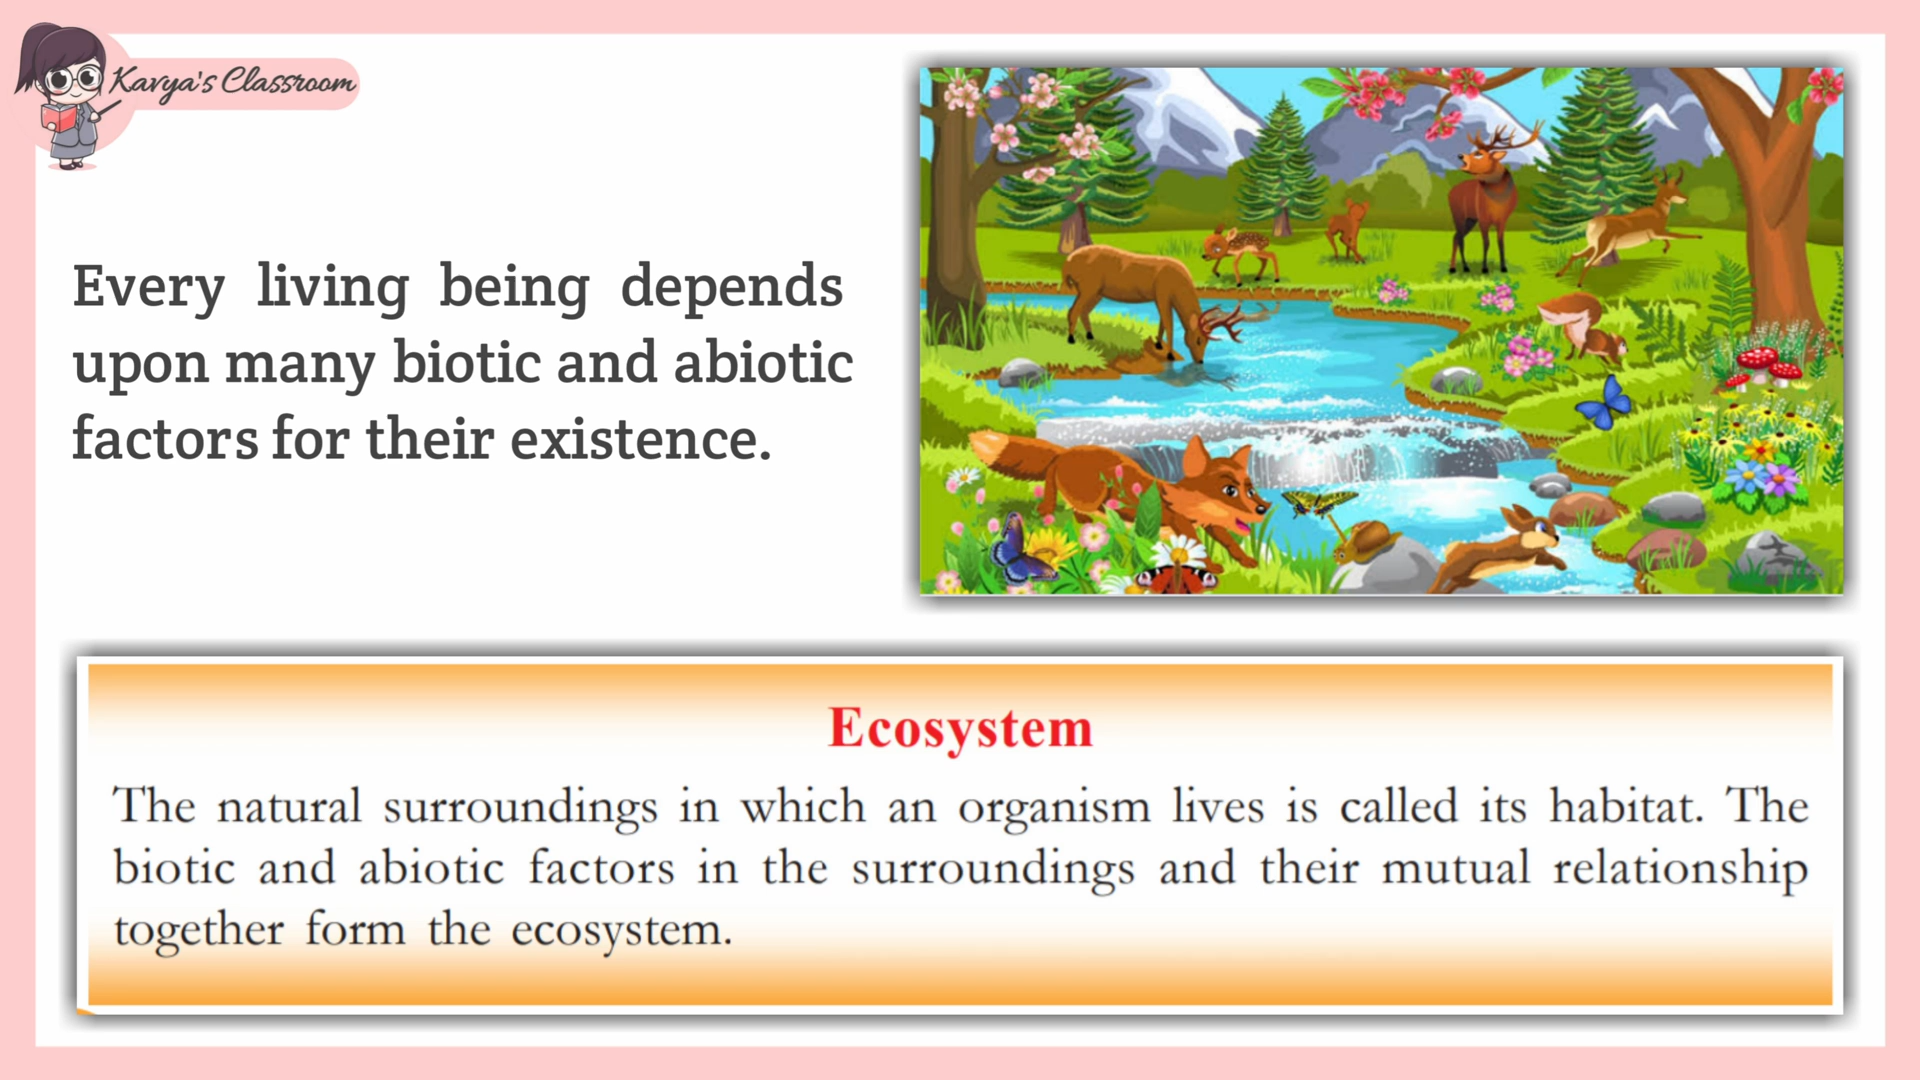 Kavya's Classroom
Every living being depends
upon many biotic and abiotic
factors for their existence.
Ecosystem
The natural surroundings in which an organism lives is called its habitat. The
biotic and abiotic factors in the surroundings and their mutual relationship
together form the ecosystem.